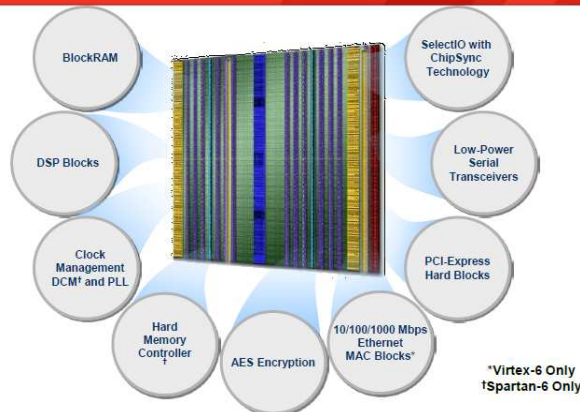 BlockRAM
SelectIO with
ChipSync
Technology
DSP Blocks
Low-Power
Serial
Transceivers
Clock
Management
DCM† and PLL
PCI-Express
Hard Blocks
Hard
Memory
Controller
†
AES Encryption
10/100/1000 Mbps
Ethernet
MAC Blocks*
*Virtex-6 Only
†Spartan-6 Only